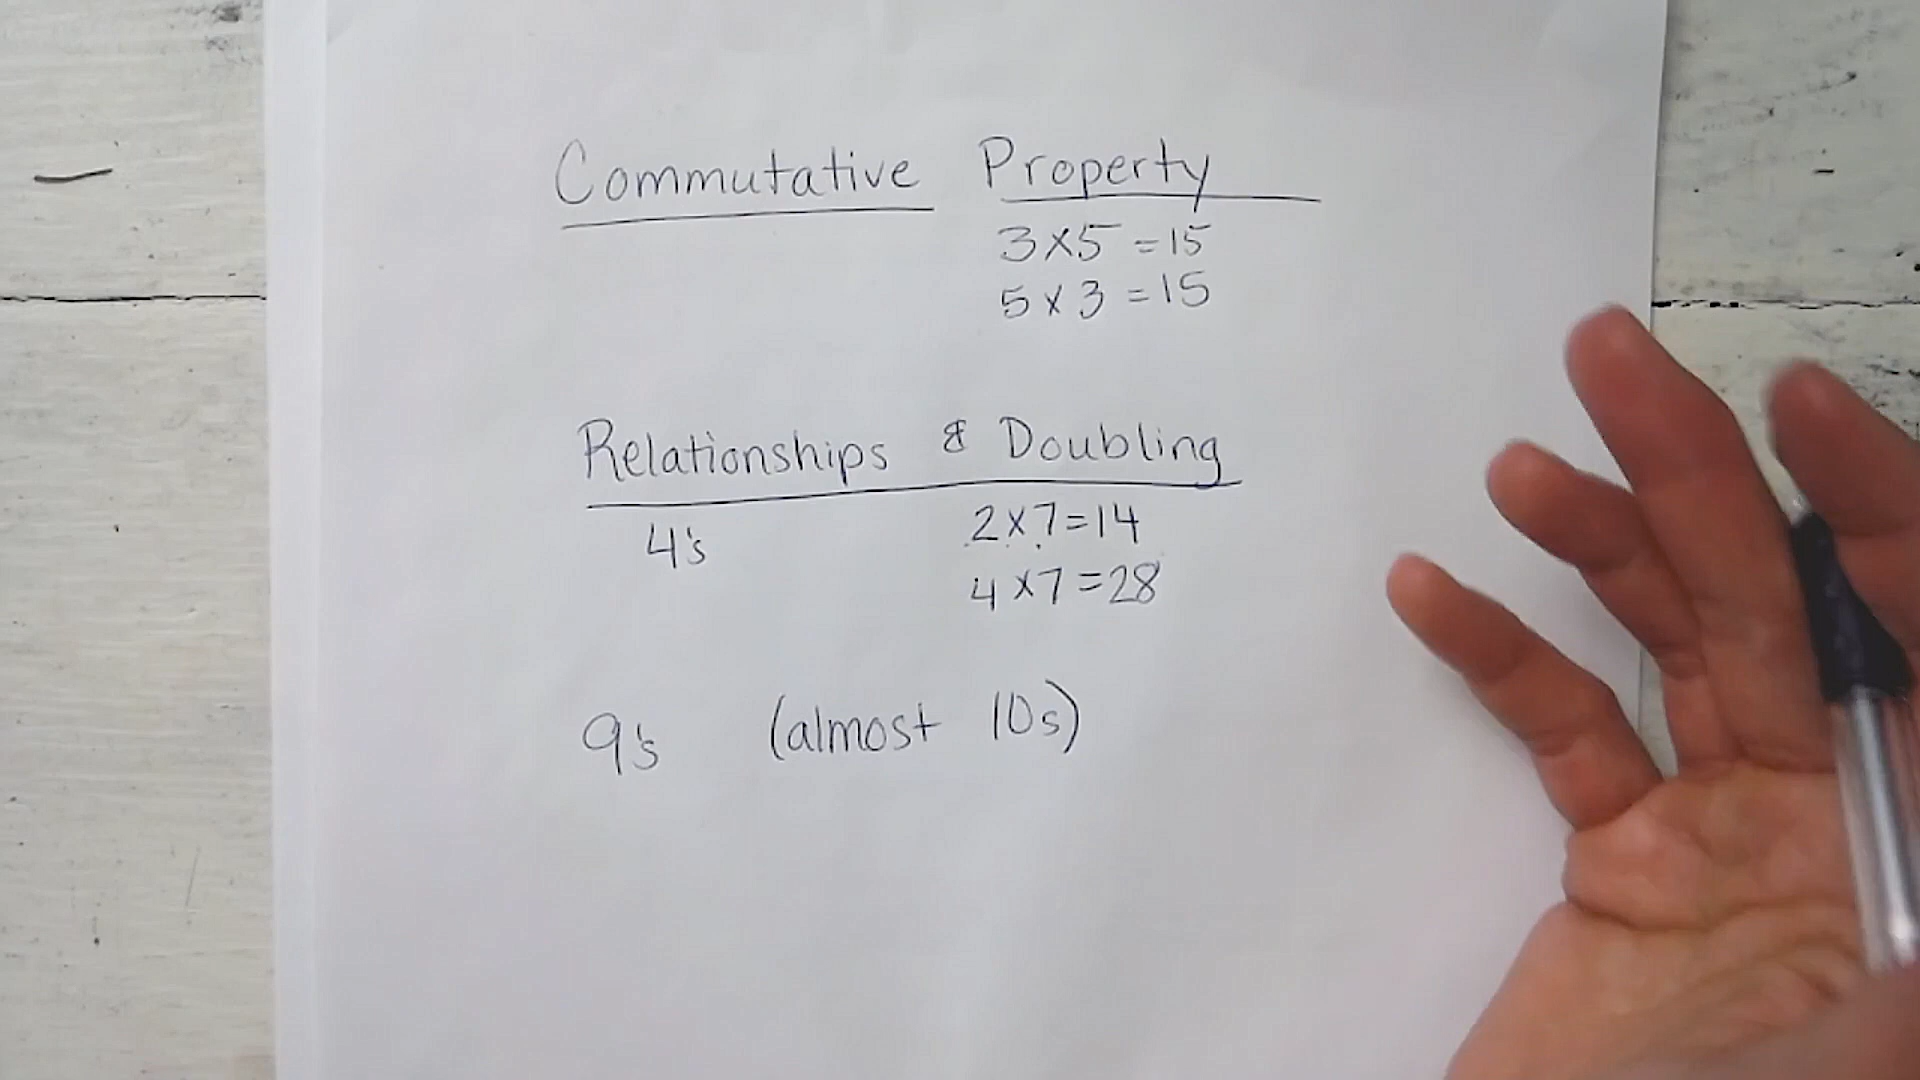 Commutative Property
3x5=15
5x3=15
Relationships & Doubling
4's 2x7=14
4x7=28
9's (almost 10s)